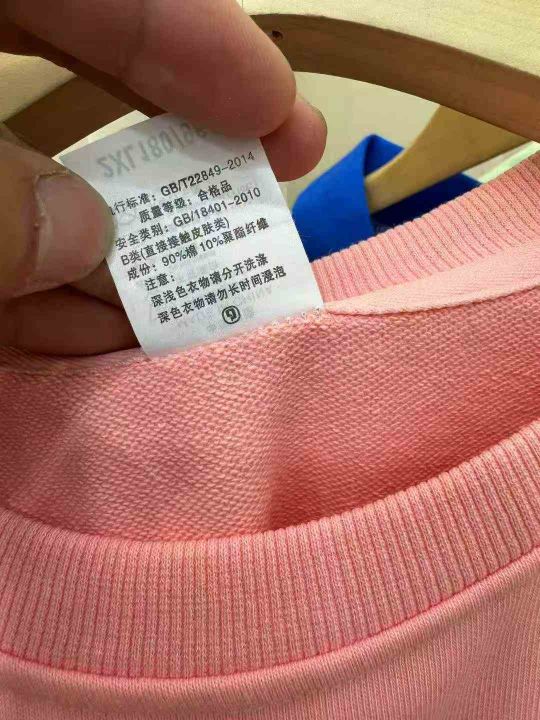 行标准：GB/T22849-2014
质量等级：合格品
安全类别：GB/18401-2010
B类(直接接触皮肤类)
成份：90%棉 10%聚酯纤维
注意：
深浅色衣物请分开洗涤
深色衣物请勿长时间浸泡